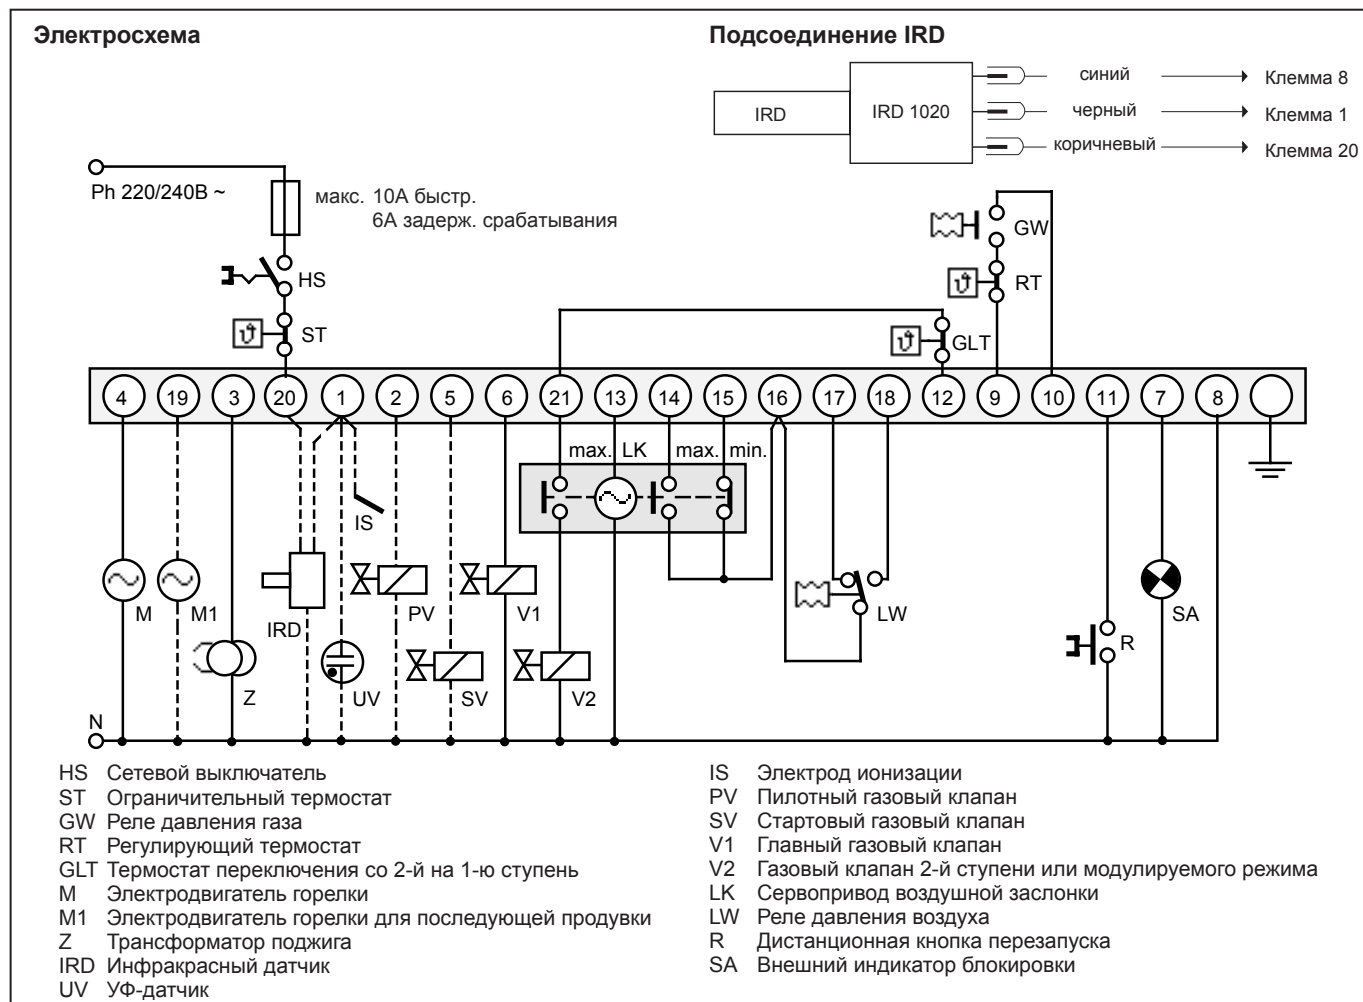 Электросхема
Подсоединение IRD
IRD
IRD 1020
синий
Клемма 8
черный
Клемма 1
коричневый
Клемма 20
Ph 220/240В ~
макс. 10А быстр.
6А задерж. срабатывания
HS
ST
GW
RT
GLT
4 19 3 20 1 2 5 6 21 13 14 15 16 17 18 12 9 10 11 7 8
max. LK max. min.
IS
M
M1
IRD
PV
V1
LW
SA
R
Z
UV
SV
V2
N
HS Сетевой выключатель
ST Ограничительный термостат
GW Реле давления газа
RT Регулирующий термостат
GLT Термостат переключения со 2-й на 1-ю ступень
M Электродвигатель горелки
M1 Электродвигатель горелки для последующей продувки
Z Трансформатор поджига
IRD Инфракрасный датчик
UV УФ-датчик
IS Электрод ионизации
PV Пилотный газовый клапан
SV Стартовый газовый клапан
V1 Главный газовый клапан
V2 Газовый клапан 2-й ступени или модулируемого режима
LK Сервопривод воздушной заслонки
LW Реле давления воздуха
R Дистанционная кнопка перезапуска
SA Внешний индикатор блокировки